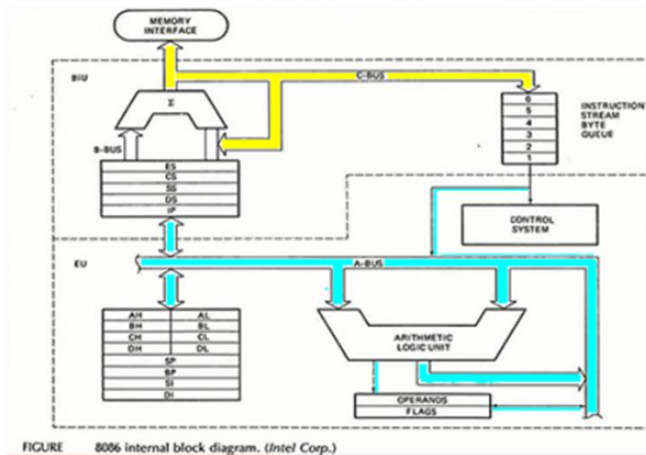 MEMORY
INTERFACE
BIU
C-BUS
Σ
B-BUS
6
5
4
3
2
1
INSTRUCTION
STREAM
BYTE
QUEUE
ES
CS
SS
DS
IP
CONTROL
SYSTEM
EU
A-BUS
AH AL
BH BL
CH CL
DH DL
SP
BP
SI
DI
ARITHMETIC
LOGIC UNIT
OPERANDS
FLAGS
FIGURE 8086 internal block diagram. (Intel Corp.)